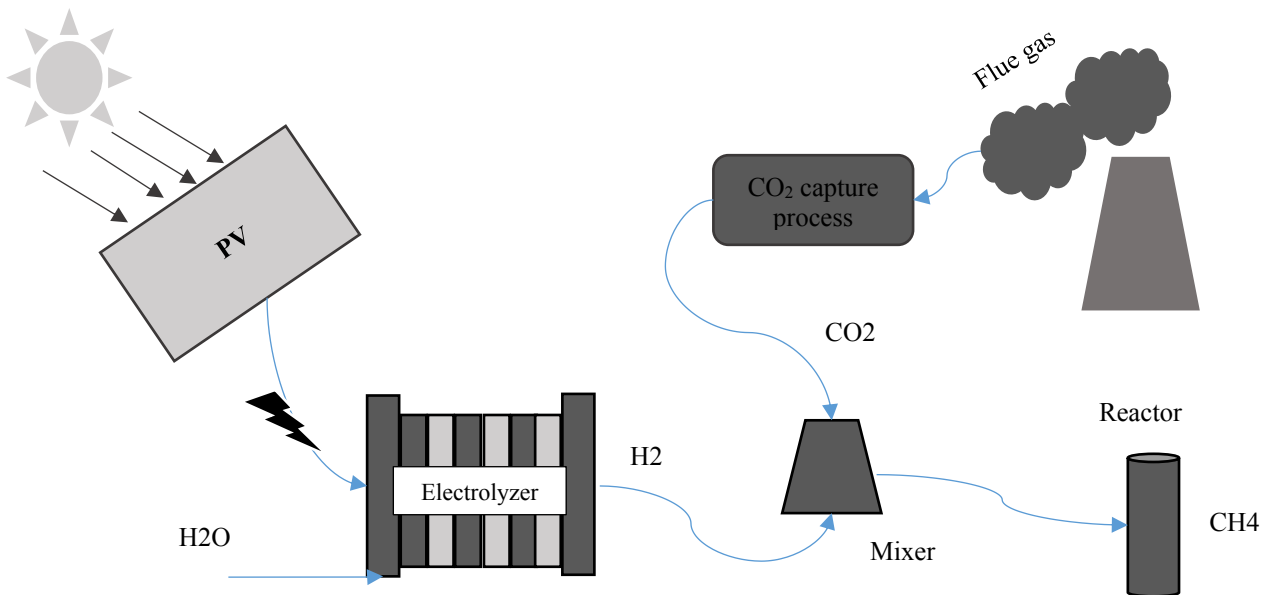 Flue gas
CO₂ capture
process
PV
CO2
Reactor
H2
Electrolyzer
CH4
H2O
Mixer